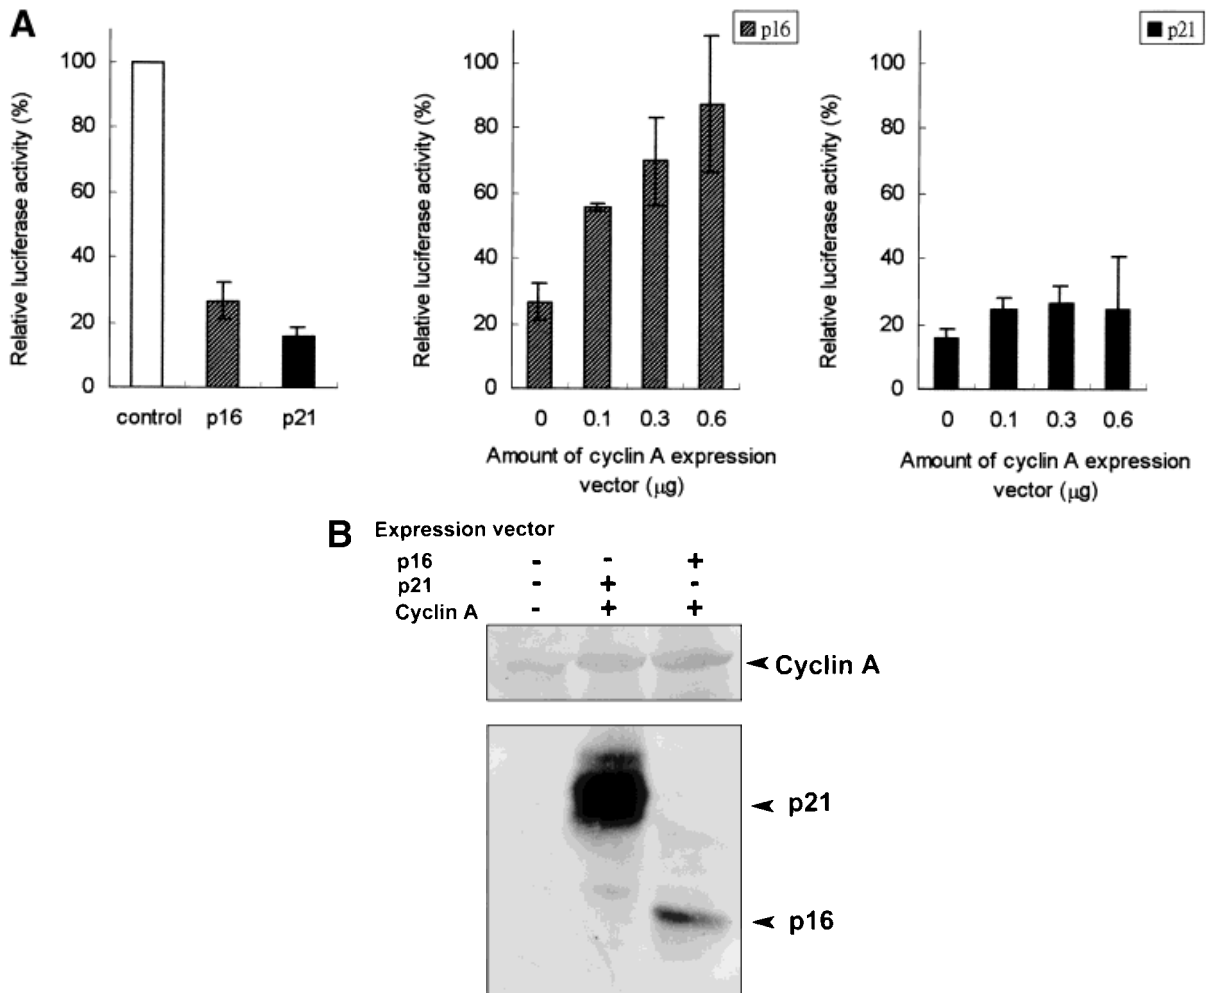 A
Relative luciferase activity (%)
100
80
60
40
20
0
control p16 p21
p16
Relative luciferase activity (%)
100
80
60
40
20
0
0 0.1 0.3 0.6
Amount of cyclin A expression
vector (μg)
p21
Relative luciferase activity (%)
100
80
60
40
20
0
0 0.1 0.3 0.6
Amount of cyclin A expression
vector (μg)
B Expression vector
p16 - - +
p21 - + -
Cyclin A - + +
Cyclin A
p21
p16